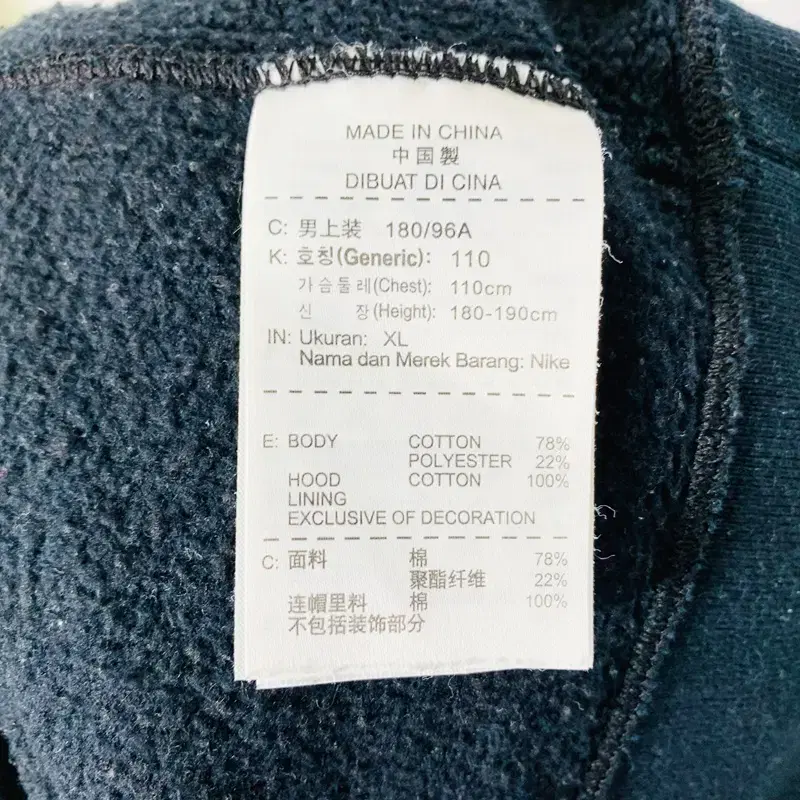 MADE IN CHINA
中国製
DIBUAT DI CINA
C: 男上装 180/96A
K: 호칭(Generic): 110
가슴둘레(Chest): 110cm
신 장(Height): 180-190cm
IN: Ukuran: XL
Nama dan Merek Barang: Nike
E: BODY COTTON 78%
POLYESTER 22%
HOOD COTTON 100%
LINING
EXCLUSIVE OF DECORATION
C: 面料 棉 78%
聚酯纤维 22%
连帽里料 棉 100%
不包括装饰部分